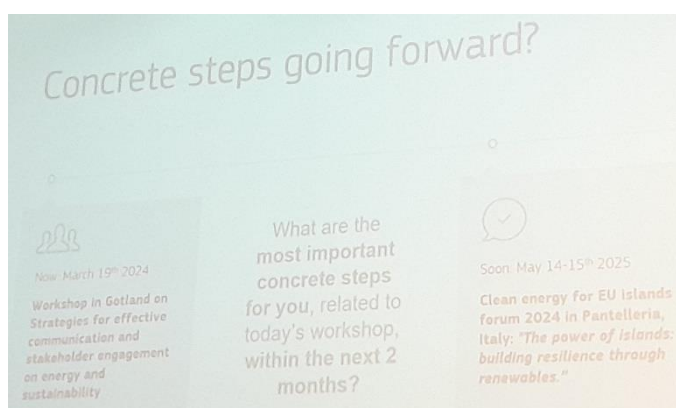 Concrete steps going forward?
Now: March 19th 2024
Workshop in Gotland on
Strategies for effective
communication and
stakeholder engagement
on energy and
sustainability
What are the
most important
concrete steps
for you, related to
today's workshop,
within the next 2
months?
Soon: May 14-15th 2025
Clean energy for EU islands
forum 2024 in Pantelleria,
Italy: "The power of islands:
building resilience through
renewables."